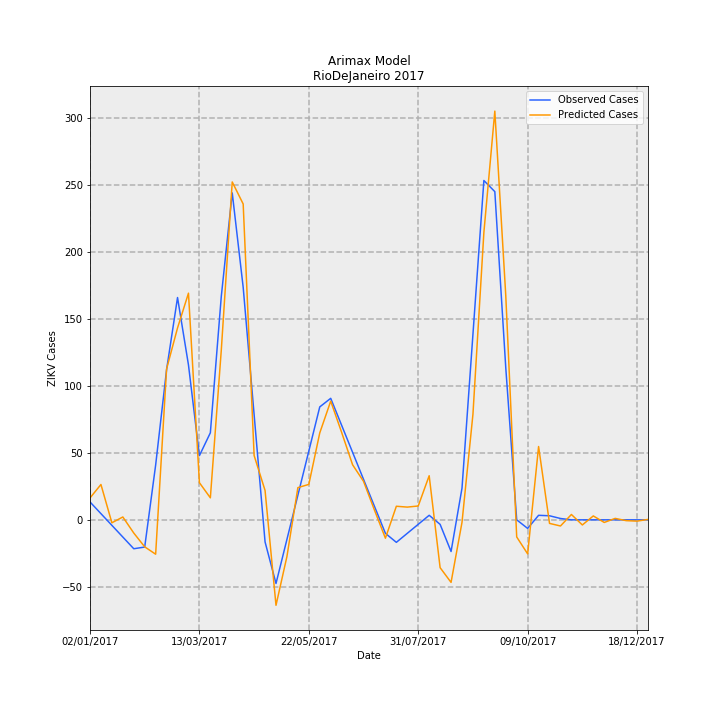 Arimax Model
RioDeJaneiro 2017
Observed Cases
Predicted Cases
300
250
200
150
100
50
0
−50
ZIKV Cases
02/01/2017 13/03/2017 22/05/2017 31/07/2017 09/10/2017 18/12/2017
Date